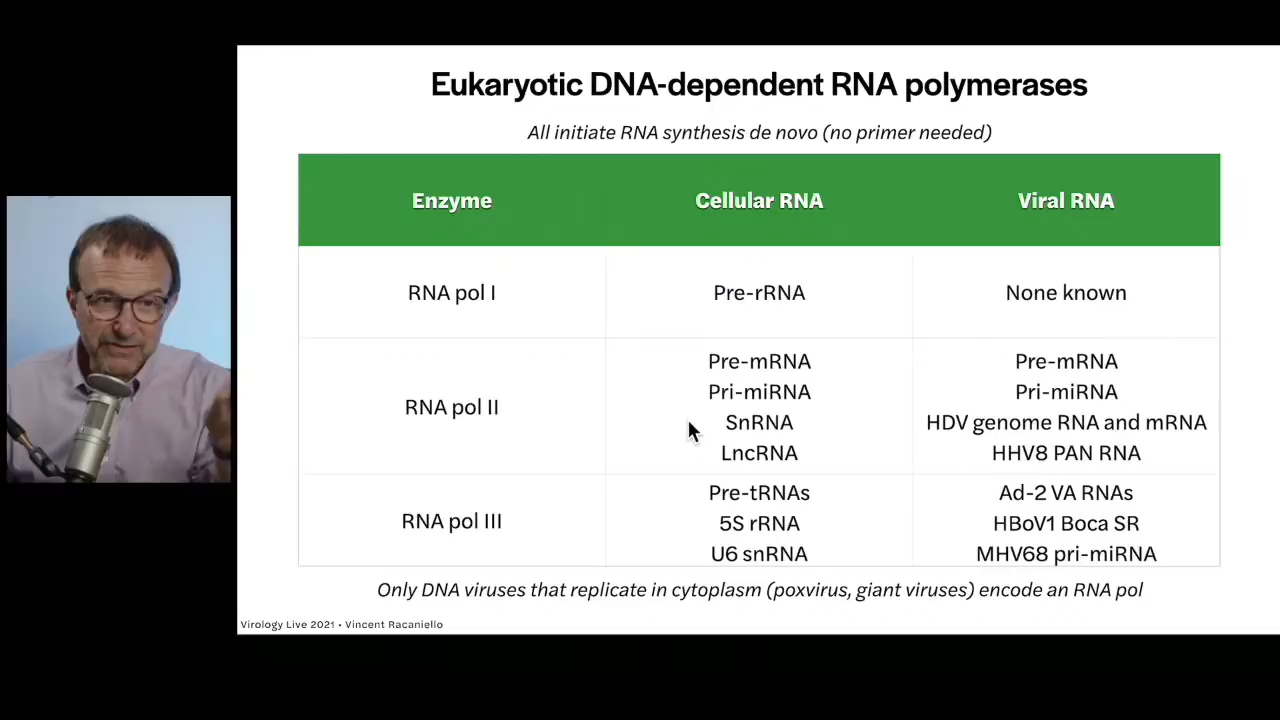 Eukaryotic DNA-dependent RNA polymerases
All initiate RNA synthesis de novo (no primer needed)
Enzyme Cellular RNA Viral RNA
RNA pol I Pre-rRNA None known
Pre-mRNA Pre-mRNA
Pri-miRNA Pri-miRNA
RNA pol II
SnRNA HDV genome RNA and mRNA
LncRNA HHV8 PAN RNA
Pre-tRNAs Ad-2 VA RNAs
RNA pol III 5S rRNA HBoV1 Boca SR
U6 snRNA MHV68 pri-miRNA
Only DNA viruses that replicate in cytoplasm (poxvirus, giant viruses) encode an RNA pol
Virology Live 2021 • Vincent Racaniello